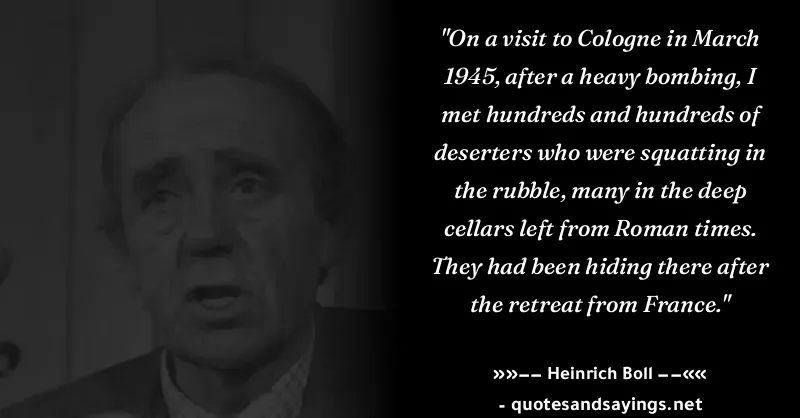 "On a visit to Cologne in March
1945, after a heavy bombing, I
met hundreds and hundreds of
deserters who were squatting in
the rubble, many in the deep
cellars left from Roman times.
They had been hiding there after
the retreat from France."
»»–– Heinrich Boll ––««
- quotesandsayings.net